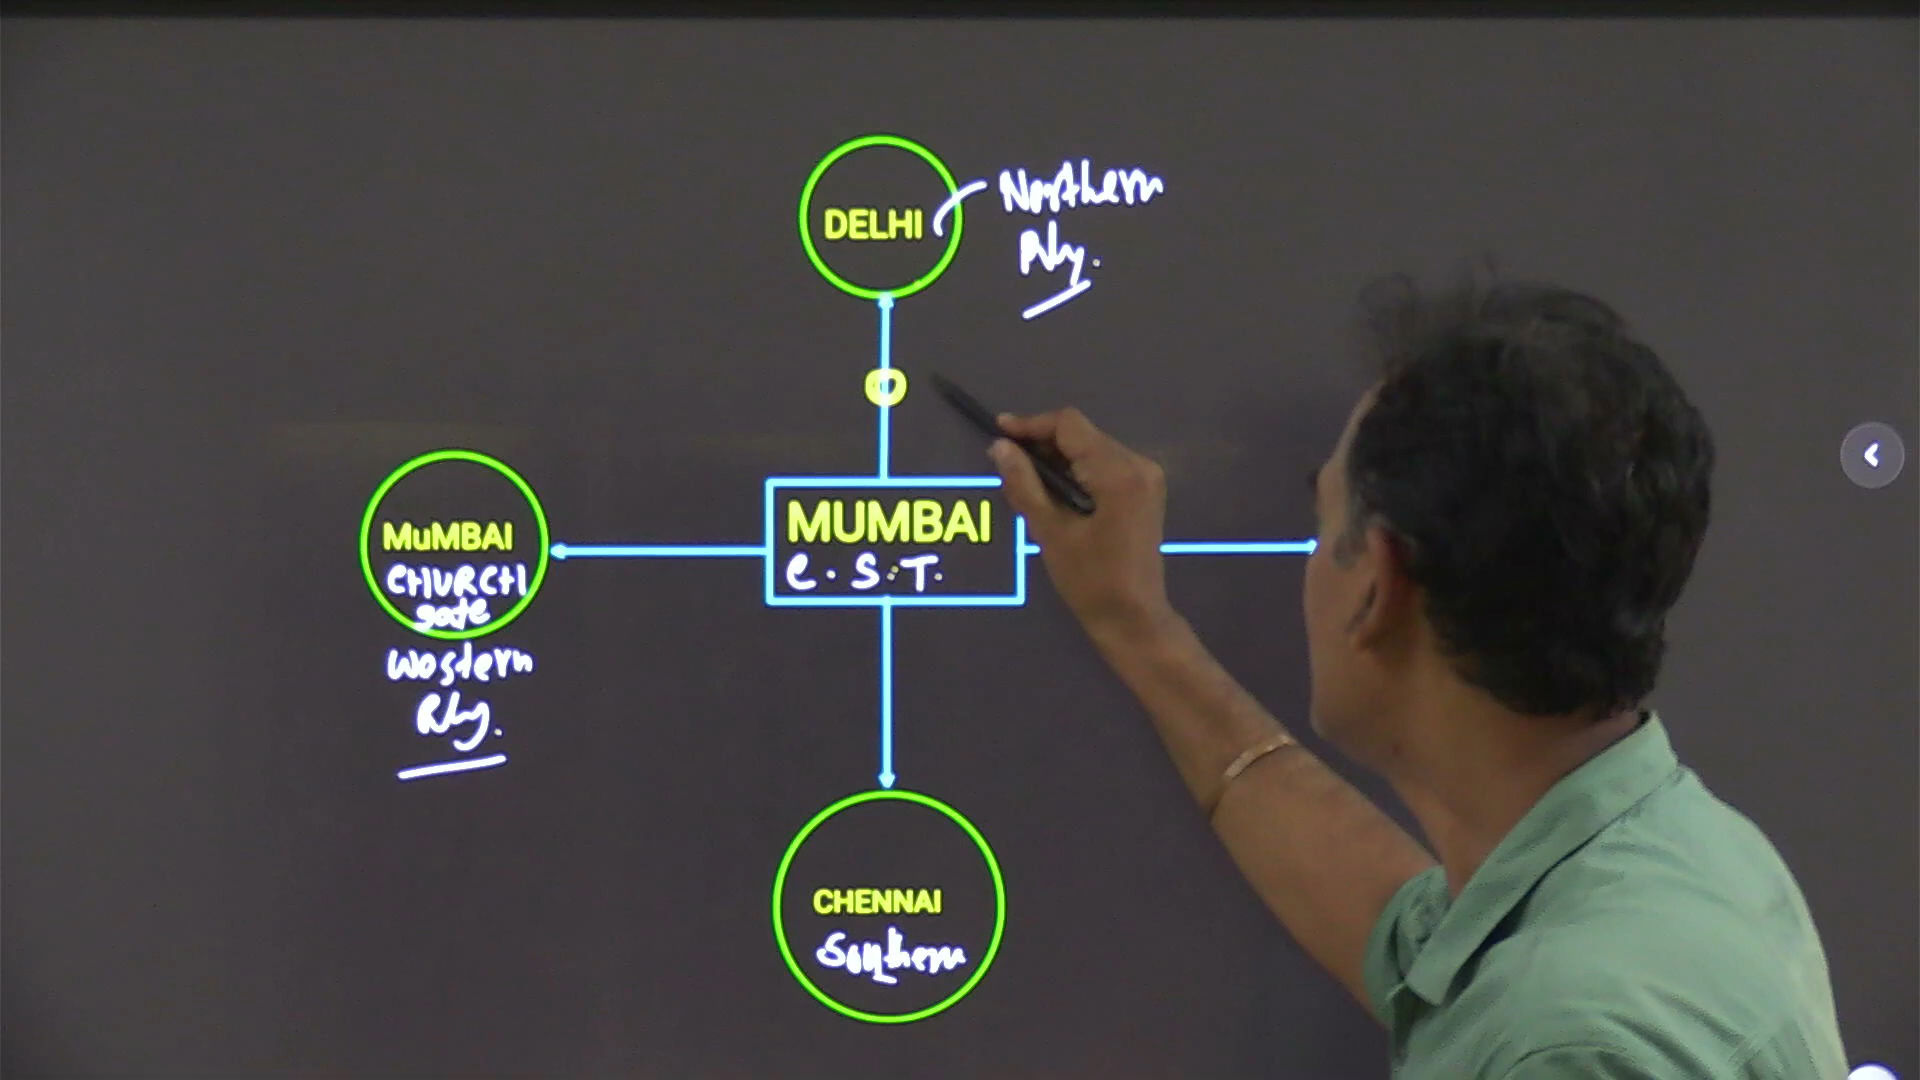 DELHI
Northern
Rly.
MUMBAI
C.S.T.
MuMBAI
CHURCH
gate
Western
Rly.
CHENNAI
Southern